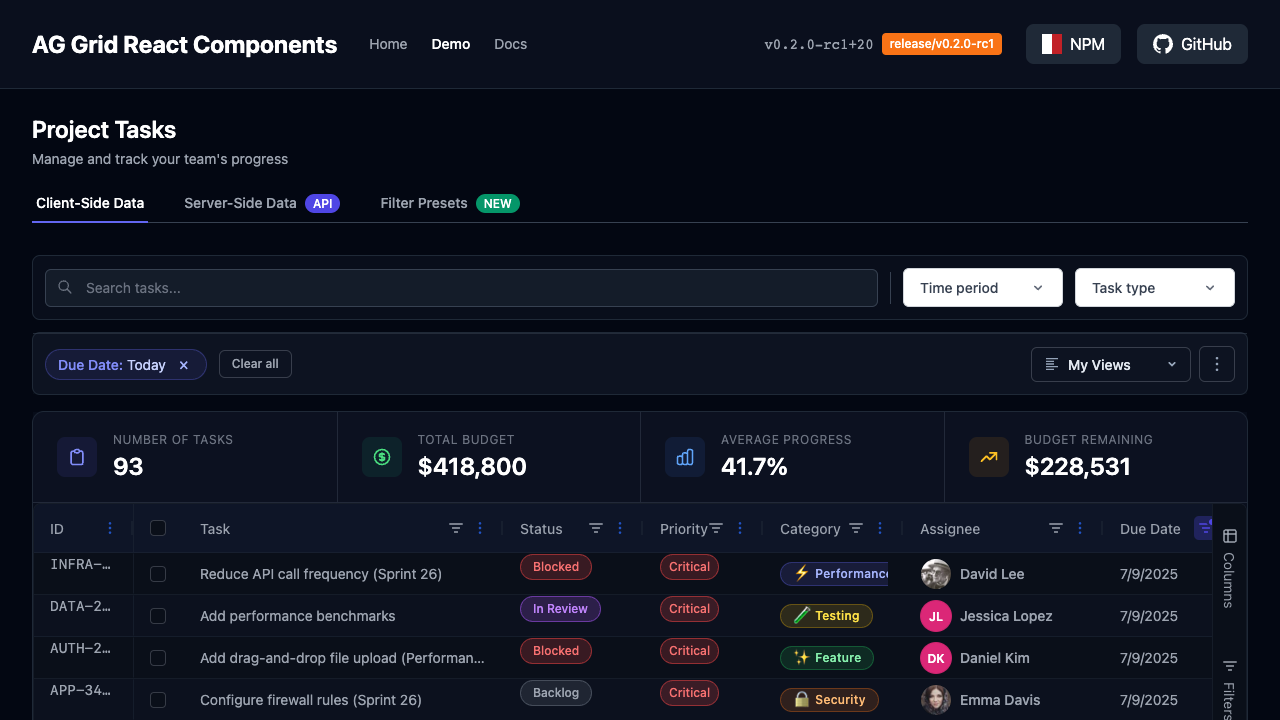 AG Grid React Components Home Demo Docs v0.2.0-rc1+20 release/v0.2.0-rc1 NPM GitHub
Project Tasks
Manage and track your team's progress
Client-Side Data Server-Side Data API Filter Presets NEW
Search tasks... Time period Task type
Due Date: Today × Clear all My Views
NUMBER OF TASKS TOTAL BUDGET AVERAGE PROGRESS BUDGET REMAINING
93 $418,800 41.7% $228,531
ID Task Status Priority Category Assignee Due Date
INFRA-… Reduce API call frequency (Sprint 26) Blocked Critical ⚡ Performance David Lee 7/9/2025
DATA-2… Add performance benchmarks In Review Critical Testing JL Jessica Lopez 7/9/2025
AUTH-2… Add drag-and-drop file upload (Performan... Blocked Critical ✨ Feature DK Daniel Kim 7/9/2025
APP-34… Configure firewall rules (Sprint 26) Backlog Critical Security Emma Davis 7/9/2025
Columns
Filters